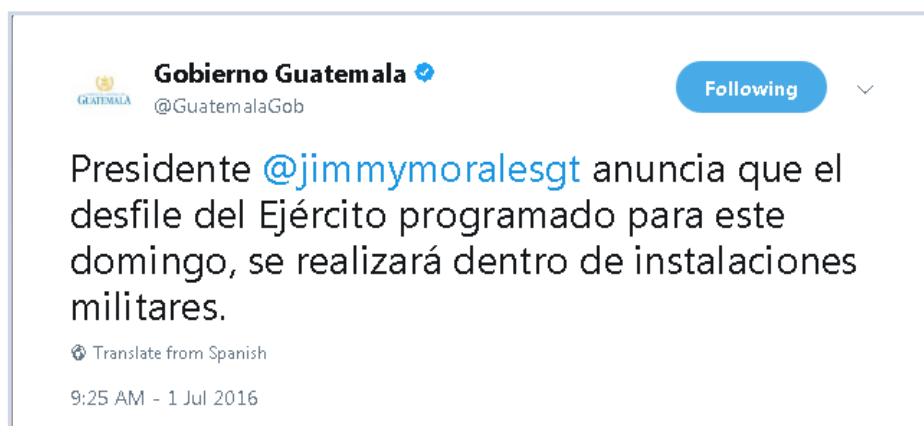 Gobierno Guatemala
@GuatemalaGob
Following
GUATEMALA
Presidente @jimmymoralesgt anuncia que el
desfile del Ejército programado para este
domingo, se realizará dentro de instalaciones
militares.
Translate from Spanish
9:25 AM - 1 Jul 2016